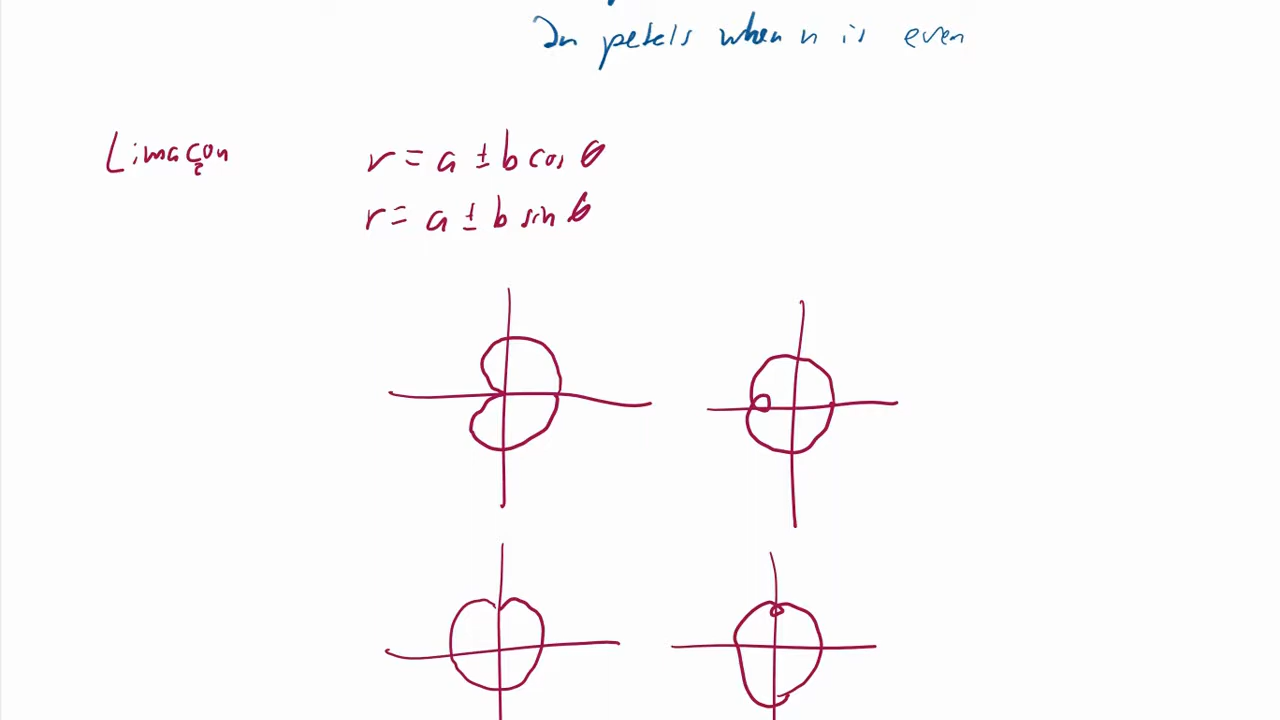 2n petals when n is even
Limaçon
r = a ± b cos θ
r = a ± b sin θ